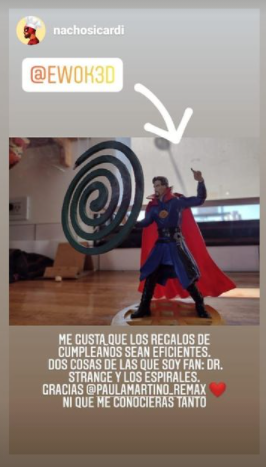 nachosicardi
@EWOK3D
ME GUSTA QUE LOS REGALOS DE
CUMPLEAÑOS SEAN EFICIENTES.
DOS COSAS DE LAS QUE SOY FAN: DR.
STRANGE Y LOS ESPIRALES.
GRACIAS @PAULAMARTINO_REMAX ❤️
NI QUE ME CONOCIERAS TANTO